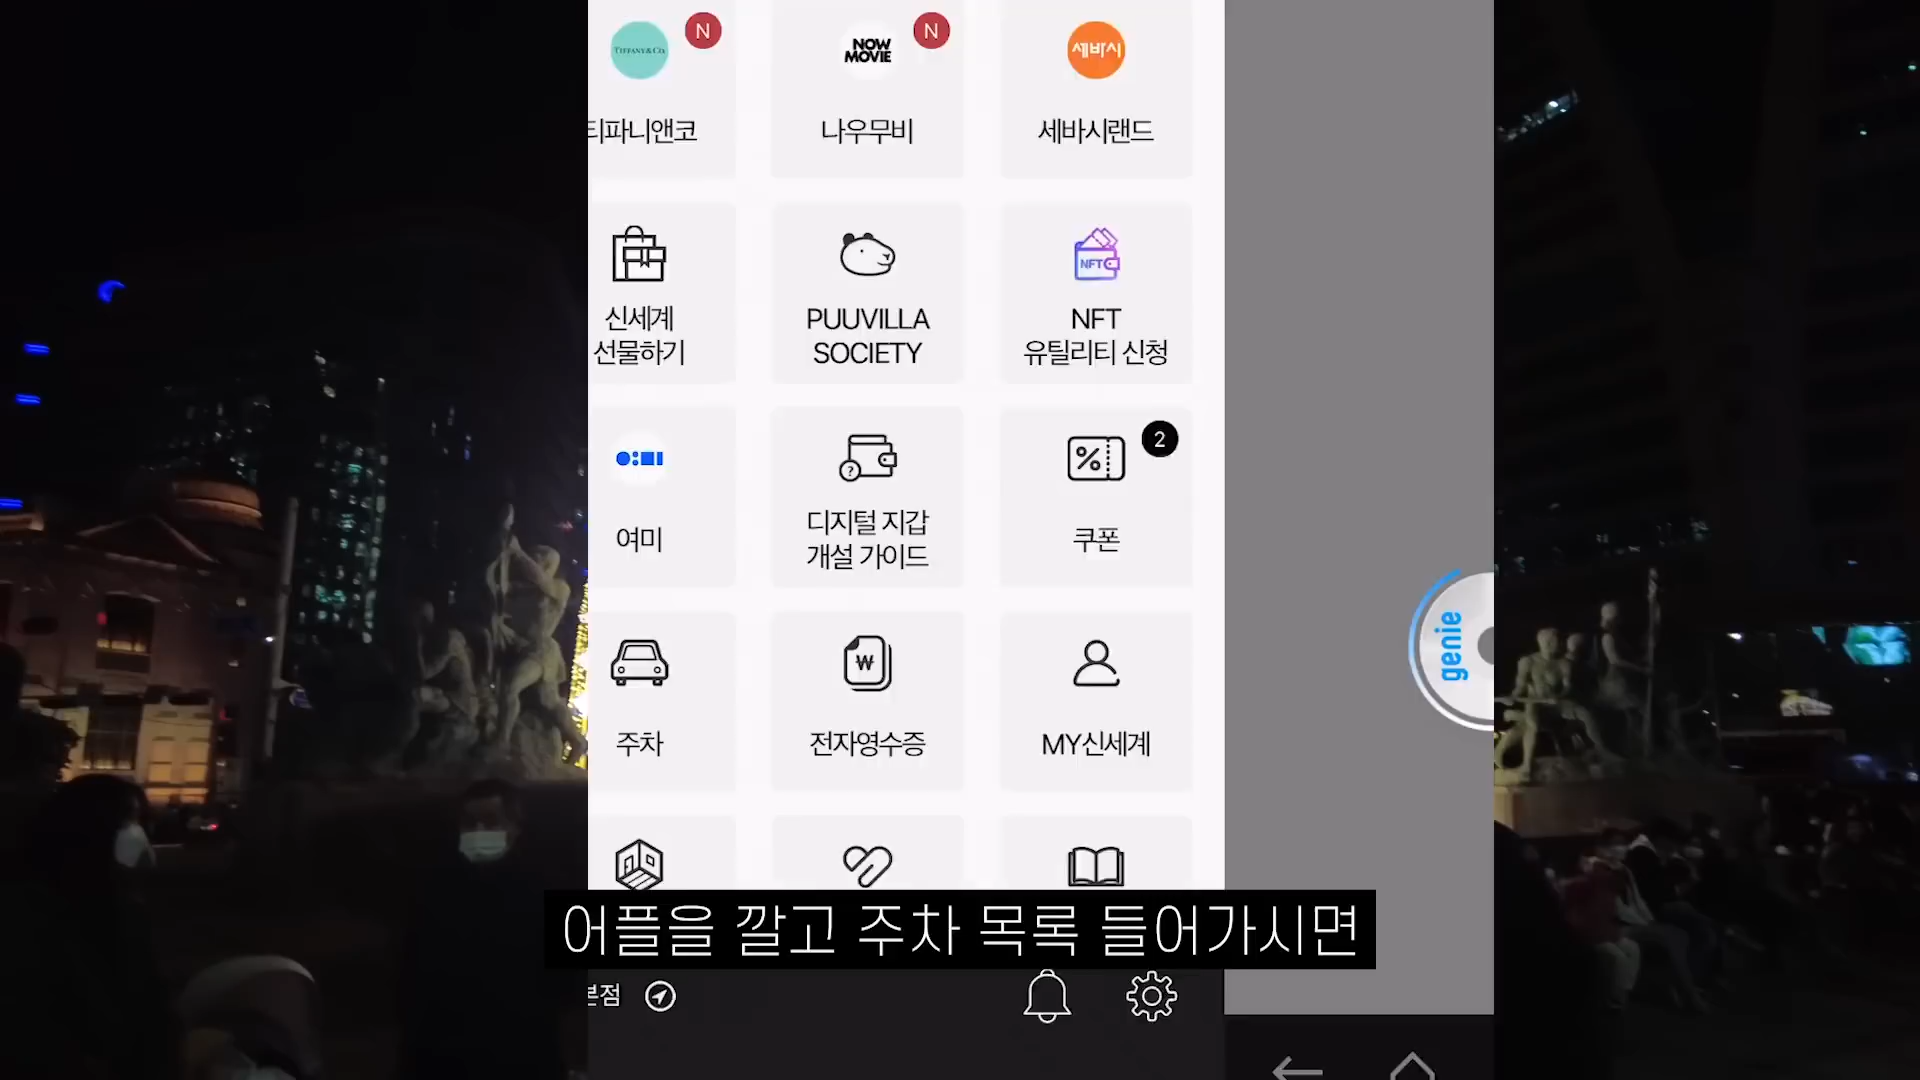 TIFFANY & CO.
N
NOW
MOVIE
N
세바시
티파니앤코
나우무비
세바시랜드
NFT
신세계
선물하기
PUUVILLA
SOCIETY
NFT
유틸리티 신청
2
여미
디지털 지갑
개설 가이드
쿠폰
genie
주차
전자영수증
MY신세계
어플을 깔고 주차 목록 들어가시면
본점